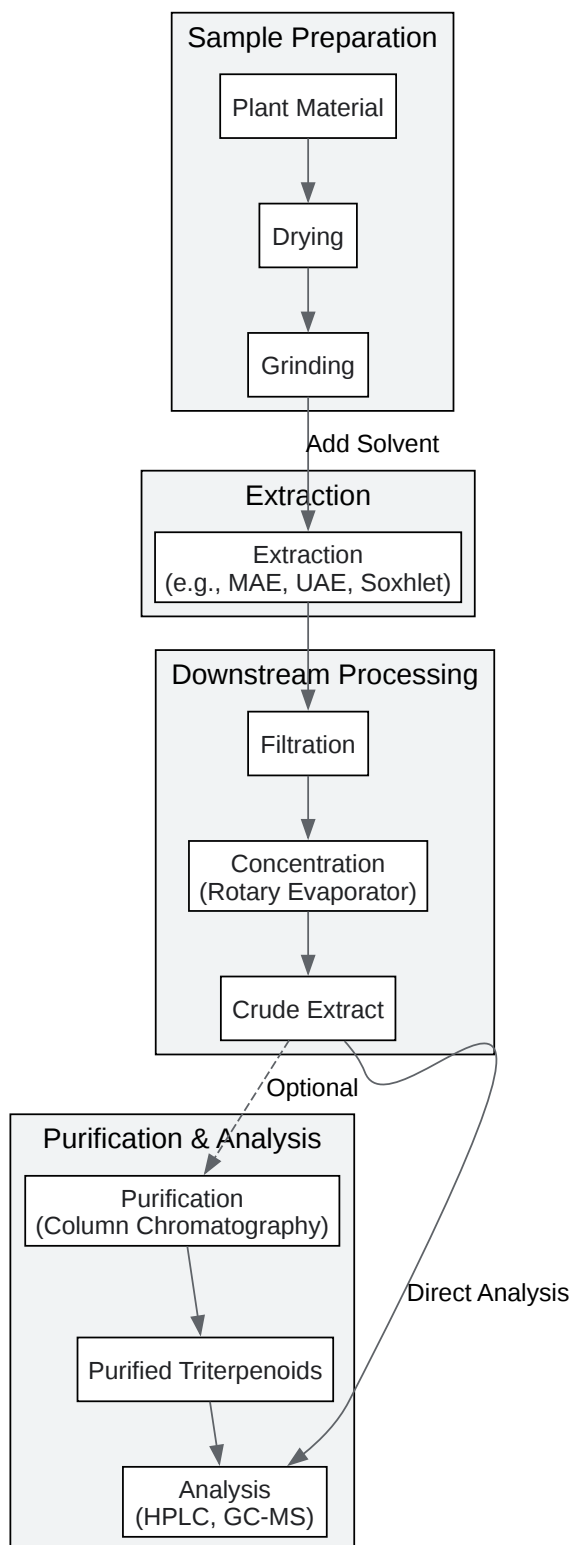 Sample Preparation
Plant Material
Drying
Grinding
Add Solvent
Extraction
Extraction
(e.g., MAE, UAE, Soxhlet)
Downstream Processing
Filtration
Concentration
(Rotary Evaporator)
Crude Extract
Optional
Purification & Analysis
Purification
(Column Chromatography)
Direct Analysis
Purified Triterpenoids
Analysis
(HPLC, GC-MS)